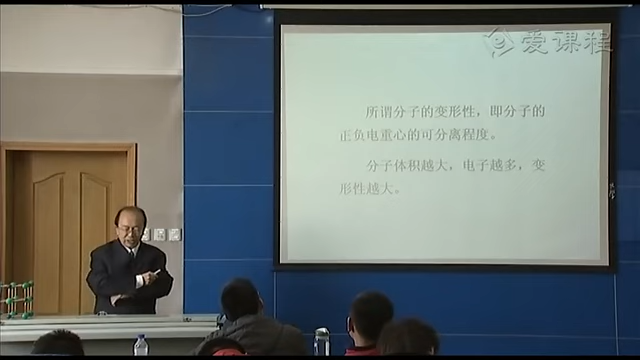 爱课程
所谓分子的变形性，即分子的
正负电重心的可分离程度。
分子体积越大，电子越多，变
形性越大。